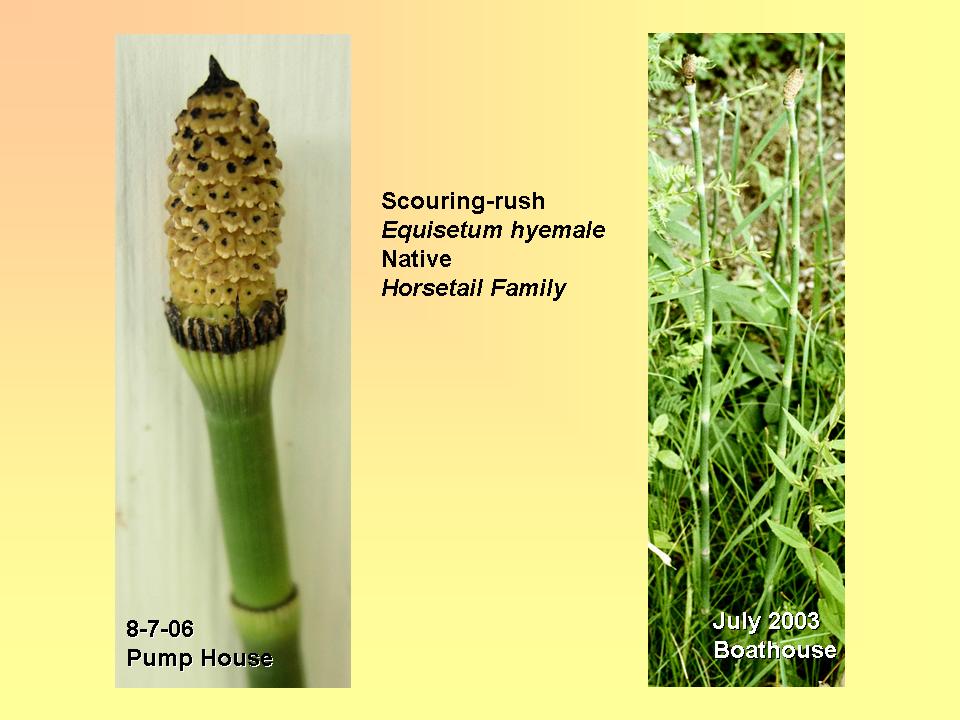 Scouring-rush
Equisetum hyemale
Native
Horsetail Family
8-7-06
Pump House
July 2003
Boathouse